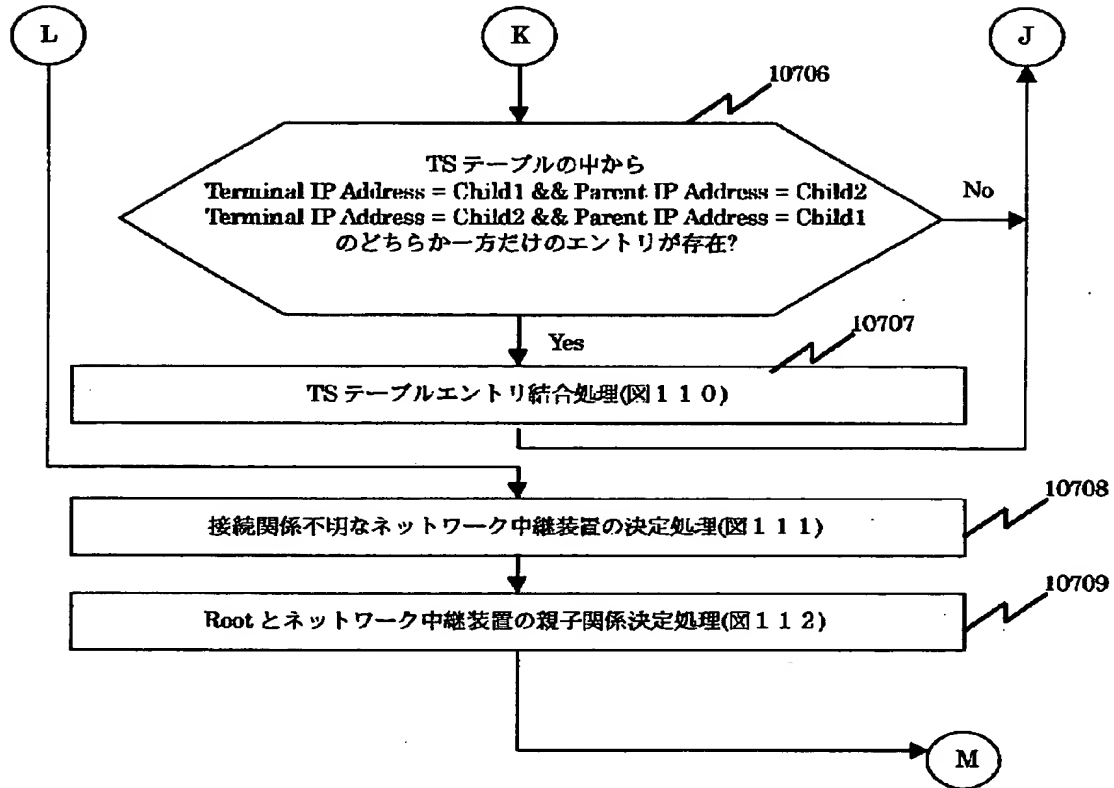 L
K
J
10706
TSテーブルの中から
Terminal IP Address = Child1 && Parent IP Address = Child2
Terminal IP Address = Child2 && Parent IP Address = Child1
のどちらか一方だけのエントリが存在?
No
Yes
10707
TSテーブルエントリ結合処理(図110)
10708
接続関係不明なネットワーク中継装置の決定処理(図111)
10709
Rootとネットワーク中継装置の親子関係決定処理(図112)
M